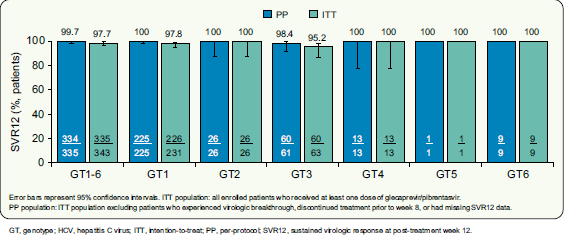 PP ITT
SVR12 (%, patients)
100
80
60
40
20
0
99.7 97.7 100 97.8 100 100 98.4 95.2 100 100 100 100 100 100
334 335 225 226 26 26 60 60 13 13 1 1 9 9
335 343 225 231 26 26 61 63 13 13 1 1 9 9
GT1-6 GT1 GT2 GT3 GT4 GT5 GT6
Error bars represent 95% confidence intervals. ITT population: all enrolled patients who received at least one dose of glecaprevir/pibrentasvir.
PP population: ITT population excluding patients who experienced virologic breakthrough, discontinued treatment prior to week 8, or had missing SVR12 data.
GT, genotype; HCV, hepatitis C virus; ITT, intention-to-treat; PP, per-protocol; SVR12, sustained virologic response at post-treatment week 12.